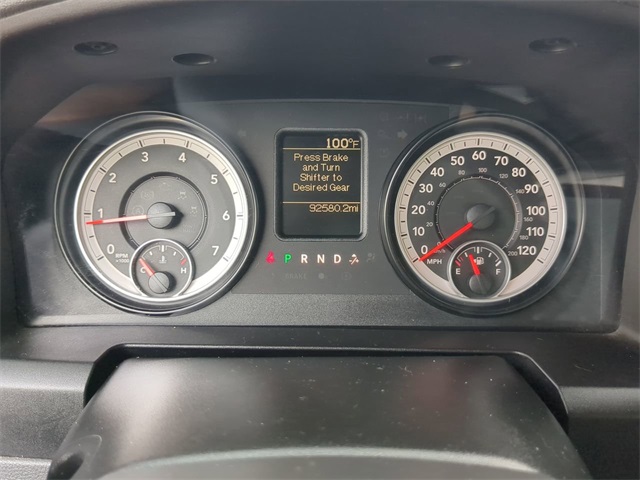 100°F
Press Brake
and Turn
Shifter to
Desired Gear
92580.2mi
P R N D
0 1 2 3 4 5 6 7
RPM
x1000
C H
0 10 20 30 40 50 60 70 80 90 100 110 120
MPH
E F